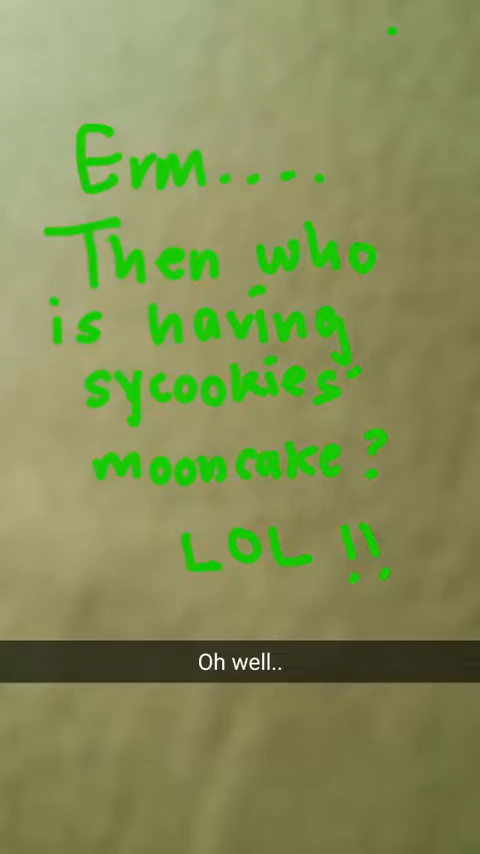 Erm....
Then who
is having
sycookies'
mooncake?
LOL!!
Oh well..